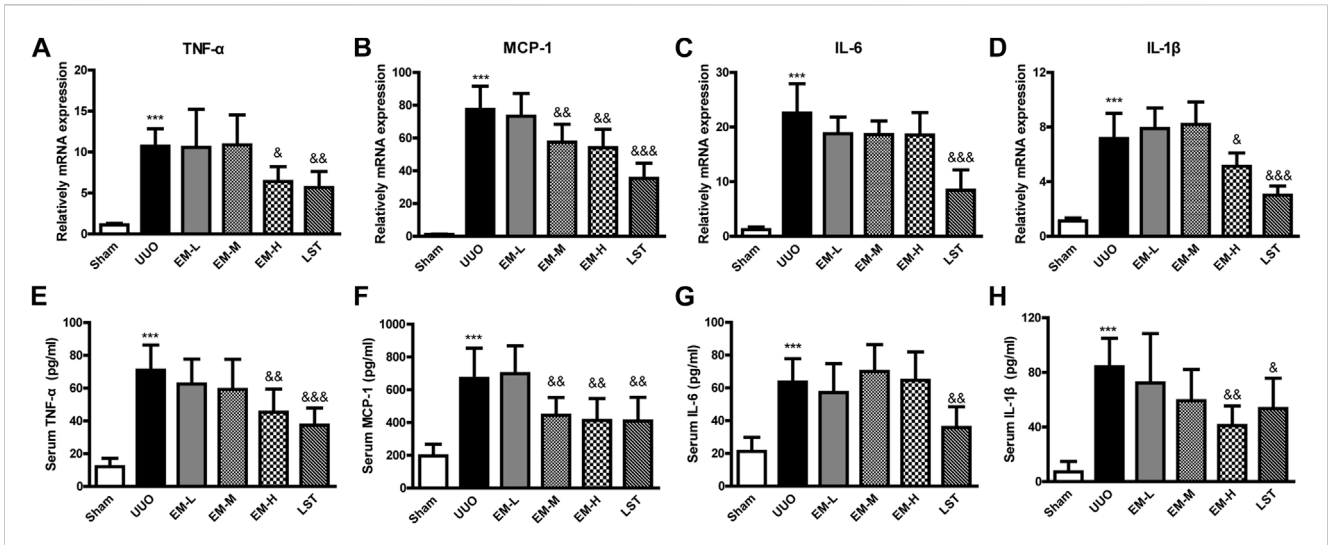 A TNF-α
Relatively mRNA expression
20
15
10
5
0
***
&
&&
Sham UUO EM-L EM-M EM-H LST
B MCP-1
Relatively mRNA expression
100
80
60
40
20
0
***
&&
&&
&&&
Sham UUO EM-L EM-M EM-H LST
C IL-6
Relatively mRNA expression
30
20
10
0
***
&&&
Sham UUO EM-L EM-M EM-H LST
D IL-1β
Relatively mRNA expression
12
8
4
0
***
&
&&&
Sham UUO EM-L EM-M EM-H LST
E
Serum TNF-α (pg/ml)
100
80
60
40
20
0
***
&&
&&&
Sham UUO EM-L EM-M EM-H LST
F
Serum MCP-1 (pg/ml)
1000
800
600
400
200
0
***
&&
&&
&&
Sham UUO EM-L EM-M EM-H LST
G
Serum IL-6 (pg/ml)
100
80
60
40
20
0
***
&&
Sham UUO EM-L EM-M EM-H LST
H
Serum IL-1β (pg/ml)
120
80
40
0
***
&&
&
Sham UUO EM-L EM-M EM-H LST